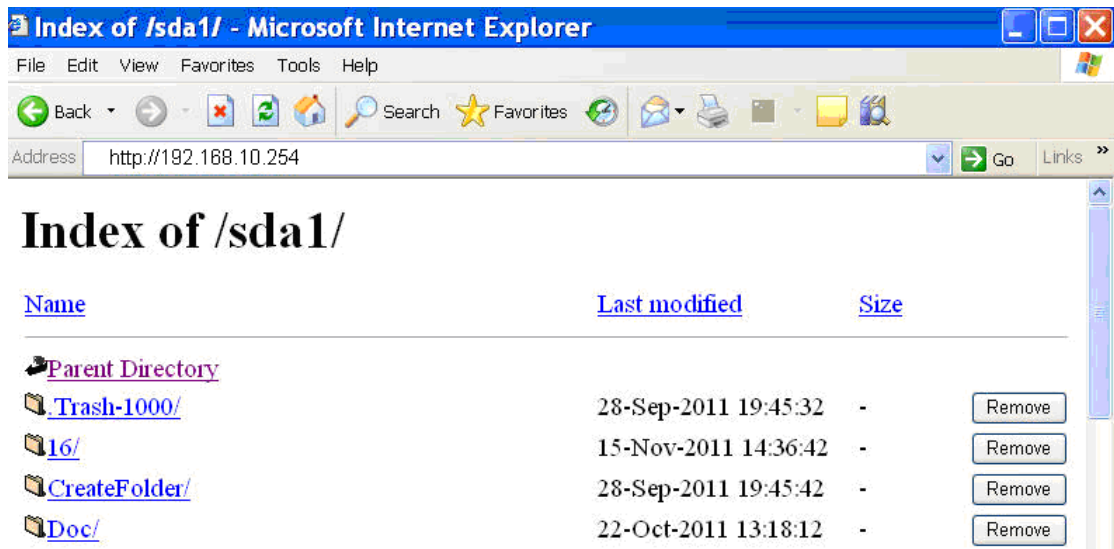 Index of /sda1/ - Microsoft Internet Explorer
File Edit View Favorites Tools Help
Back Search Favorites
Address http://192.168.10.254 Go Links »
Index of /sda1/
Name Last modified Size
Parent Directory
.Trash-1000/ 28-Sep-2011 19:45:32 - Remove
16/ 15-Nov-2011 14:36:42 - Remove
CreateFolder/ 28-Sep-2011 19:45:42 - Remove
Doc/ 22-Oct-2011 13:18:12 - Remove